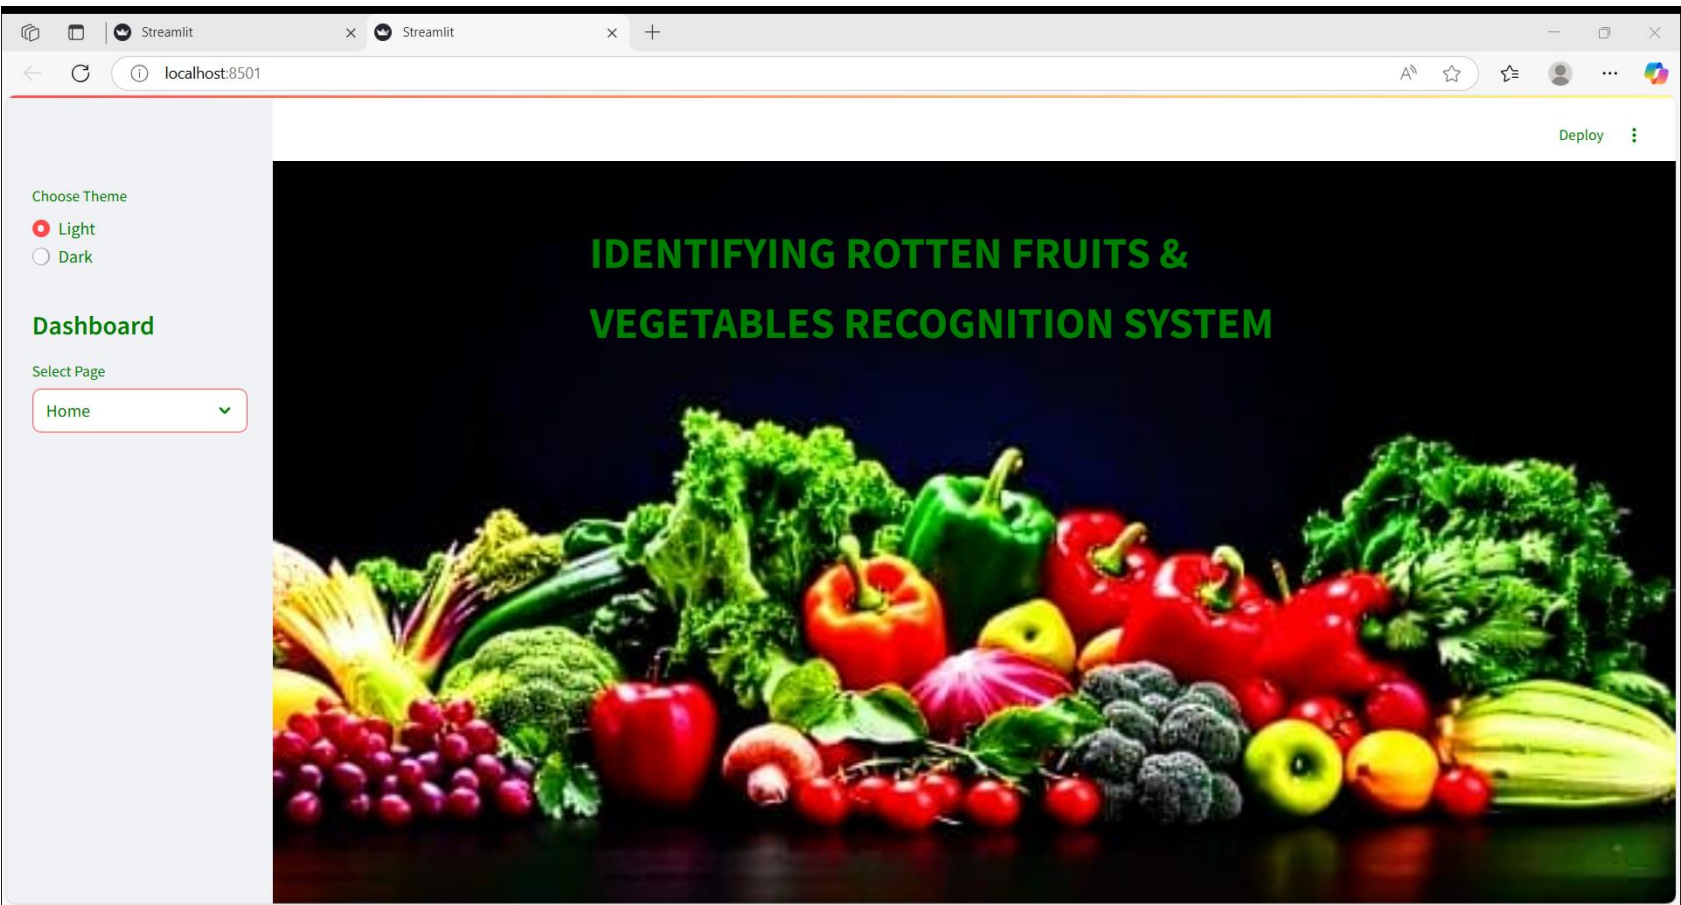 Streamlit
Streamlit
localhost:8501
Deploy
Choose Theme
Light
Dark
Dashboard
Select Page
Home
IDENTIFYING ROTTEN FRUITS &
VEGETABLES RECOGNITION SYSTEM